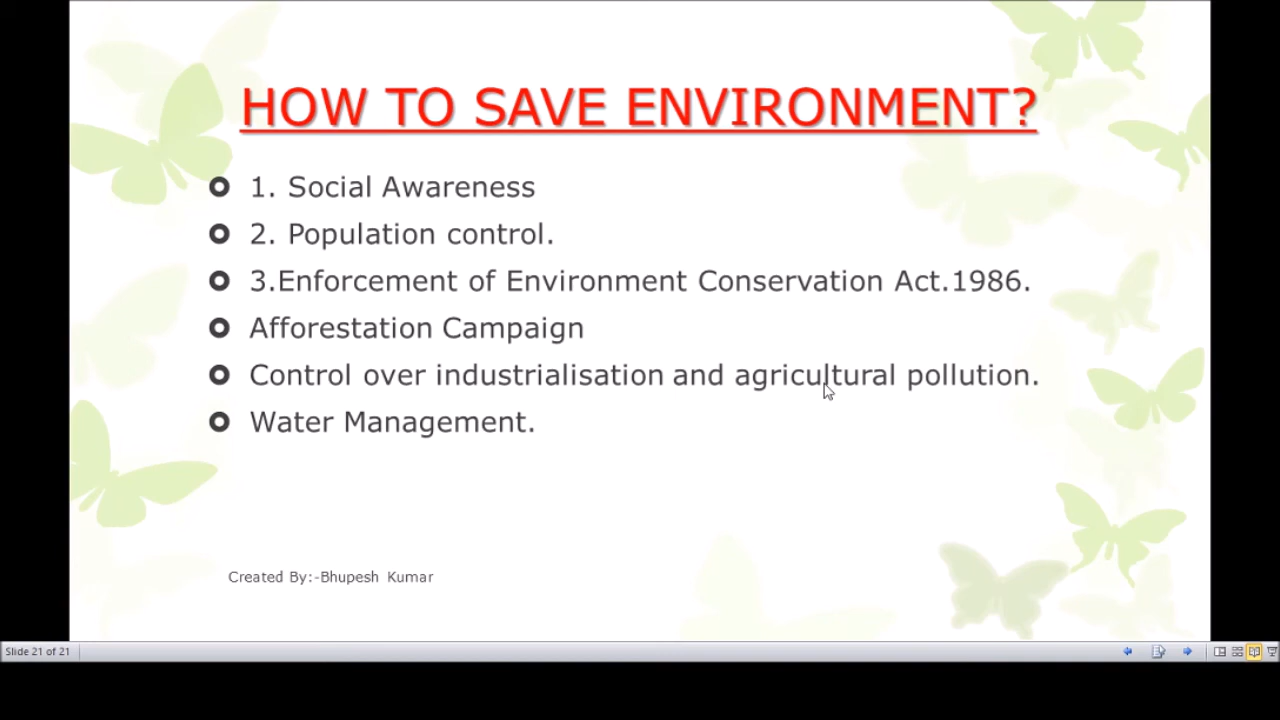 HOW TO SAVE ENVIRONMENT?
1. Social Awareness
2. Population control.
3.Enforcement of Environment Conservation Act.1986.
Afforestation Campaign
Control over industrialisation and agricultural pollution.
Water Management.
Created By:-Bhupesh Kumar
Slide 21 of 21